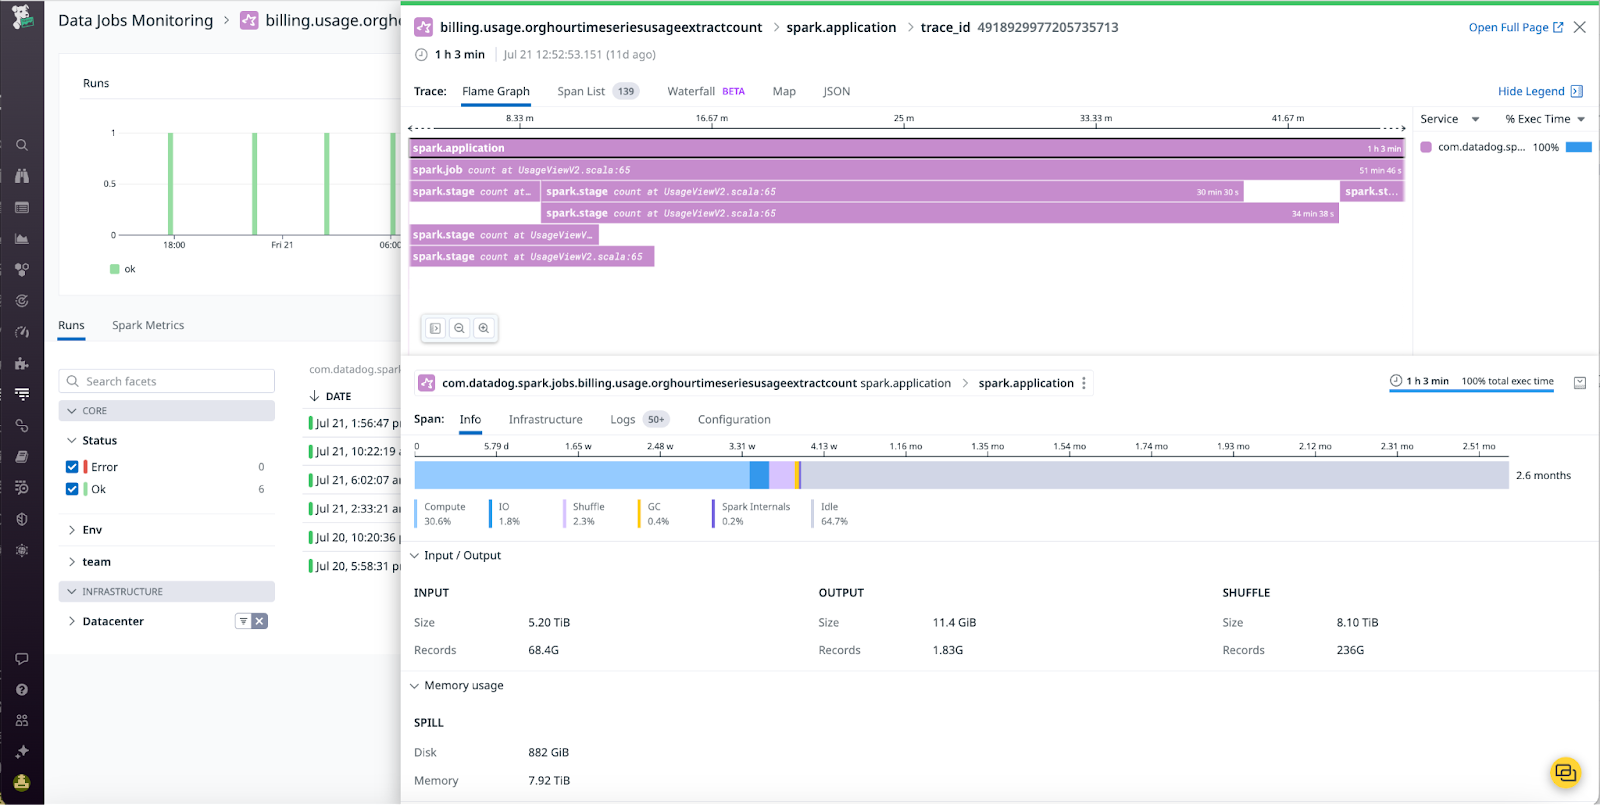 Data Jobs Monitoring > billing.usage.orgh
Runs
1
0.5
0
18:00 Fri 21 06:00
ok
Runs Spark Metrics
Search facets
CORE
Status
Error 0
Ok 6
Env
team
INFRASTRUCTURE
Datacenter
com.datadog.spar
DATE
Jul 21, 1:56:47 p
Jul 21, 10:22:19 a
Jul 21, 6:02:07 a
Jul 21, 2:33:21 a
Jul 20, 10:20:36 p
Jul 20, 5:58:31 p
billing.usage.orghourtimeseriesusageextractcount > spark.application > trace_id 4918929977205735713
Open Full Page
1 h 3 min Jul 21 12:52:53.151 (11d ago)
Trace: Flame Graph Span List 139 Waterfall BETA Map JSON
Hide Legend
8.33 m 16.67 m 25 m 33.33 m 41.67 m
Service % Exec Time
com.datadog.sp... 100%
spark.application 1 h 3 min
spark.job count at UsageViewV2.scala:65 51 min 46 s
spark.stage count at… spark.stage count at UsageViewV2.scala:65 30 min 30 s spark.st…
spark.stage count at UsageViewV2.scala:65 34 min 38 s
spark.stage count at UsageViewV…
spark.stage count at UsageViewV2.scala:65
com.datadog.spark.jobs.billing.usage.orghourtimeseriesusageextractcount spark.application > spark.application
1 h 3 min 100% total exec time
Span: Info Infrastructure Logs 50+ Configuration
0 5.79 d 1.65 w 2.48 w 3.31 w 4.13 w 1.16 mo 1.35 mo 1.54 mo 1.74 mo 1.93 mo 2.12 mo 2.31 mo 2.51 mo
2.6 months
Compute IO Shuffle GC Spark Internals Idle
30.6% 1.8% 2.3% 0.4% 0.2% 64.7%
Input / Output
INPUT OUTPUT SHUFFLE
Size 5.20 TiB Size 11.4 GiB Size 8.10 TiB
Records 68.4G Records 1.83G Records 236G
Memory usage
SPILL
Disk 882 GiB
Memory 7.92 TiB